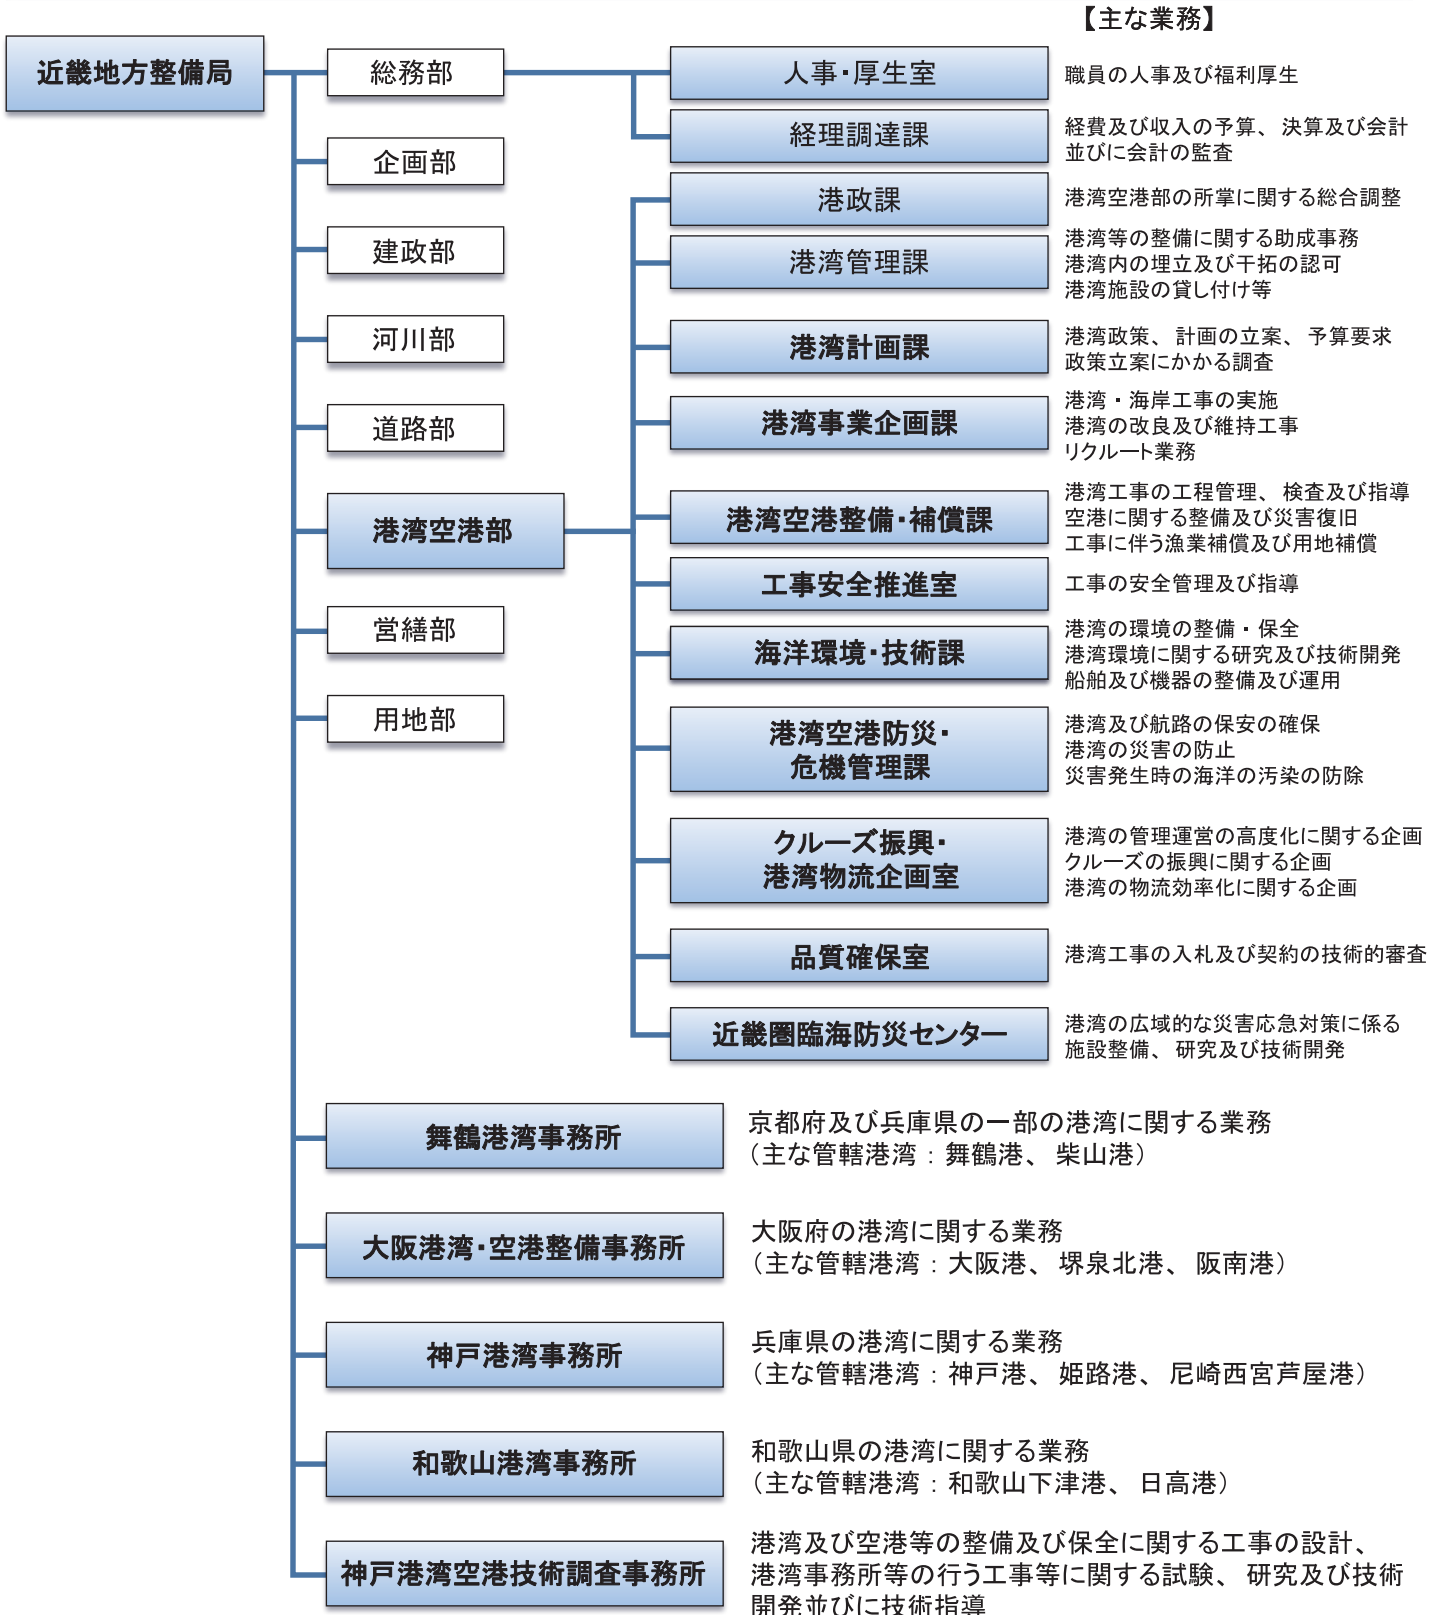 【主な業務】
近畿地方整備局
総務部
人事・厚生室
職員の人事及び福利厚生
経理調達課
経費及び収入の予算、決算及び会計
並びに会計の監査
企画部
建政部
河川部
道路部
港湾空港部
営繕部
用地部
港政課
港湾空港部の所掌に関する総合調整
港湾管理課
港湾等の整備に関する助成事務
港湾内の埋立及び干拓の認可
港湾施設の貸し付け等
港湾計画課
港湾政策、計画の立案、予算要求
政策立案にかかる調査
港湾事業企画課
港湾・海岸工事の実施
港湾の改良及び維持工事
リクルート業務
港湾空港整備・補償課
港湾工事の工程管理、検査及び指導
空港に関する整備及び災害復旧
工事に伴う漁業補償及び用地補償
工事安全推進室
工事の安全管理及び指導
海洋環境・技術課
港湾の環境の整備・保全
港湾環境に関する研究及び技術開発
船舶及び機器の整備及び運用
港湾空港防災・
危機管理課
港湾及び航路の保安の確保
港湾の災害の防止
災害発生時の海洋の汚染の防除
クルーズ振興・
港湾物流企画室
港湾の管理運営の高度化に関する企画
クルーズの振興に関する企画
港湾の物流効率化に関する企画
品質確保室
港湾工事の入札及び契約の技術的審査
近畿圏臨海防災センター
港湾の広域的な災害応急対策に係る
施設整備、研究及び技術開発
舞鶴港湾事務所
京都府及び兵庫県の一部の港湾に関する業務
（主な管轄港湾：舞鶴港、柴山港）
大阪港湾・空港整備事務所
大阪府の港湾に関する業務
（主な管轄港湾：大阪港、堺泉北港、阪南港）
神戸港湾事務所
兵庫県の港湾に関する業務
（主な管轄港湾：神戸港、姫路港、尼崎西宮芦屋港）
和歌山港湾事務所
和歌山県の港湾に関する業務
（主な管轄港湾：和歌山下津港、日高港）
神戸港湾空港技術調査事務所
港湾及び空港等の整備及び保全に関する工事の設計、
港湾事務所等の行う工事等に関する試験、研究及び技術
開発並びに技術指導